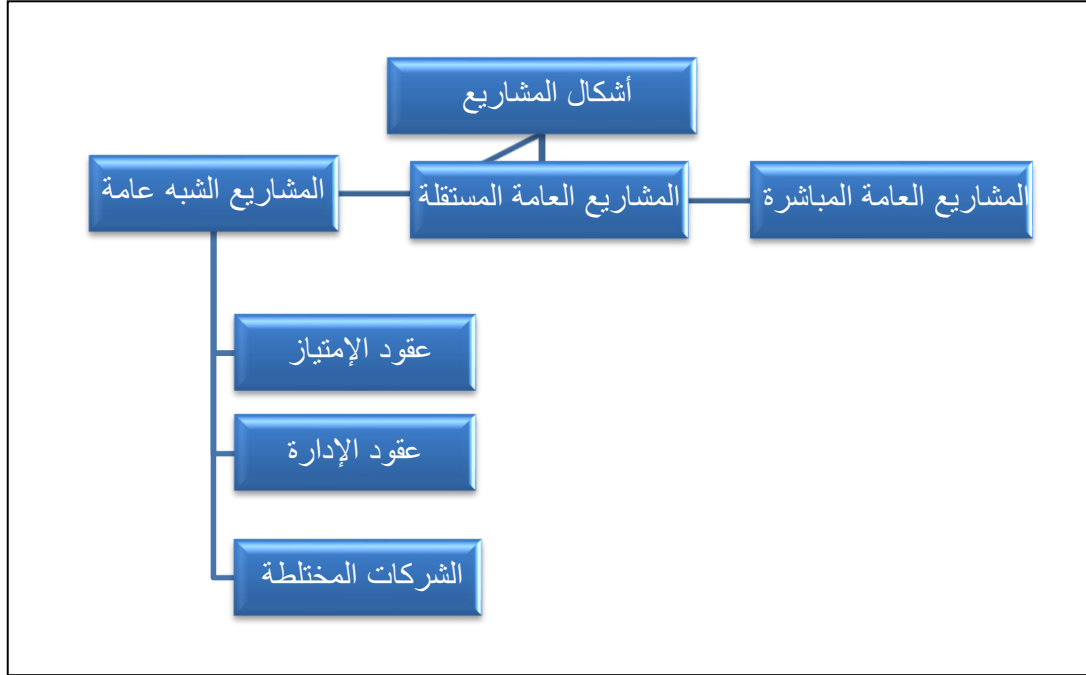 أشكال المشاريع
المشاريع العامة المباشرة
المشاريع العامة المستقلة
المشاريع الشبه عامة
عقود الإمتياز
عقود الإدارة
الشركات المختلطة